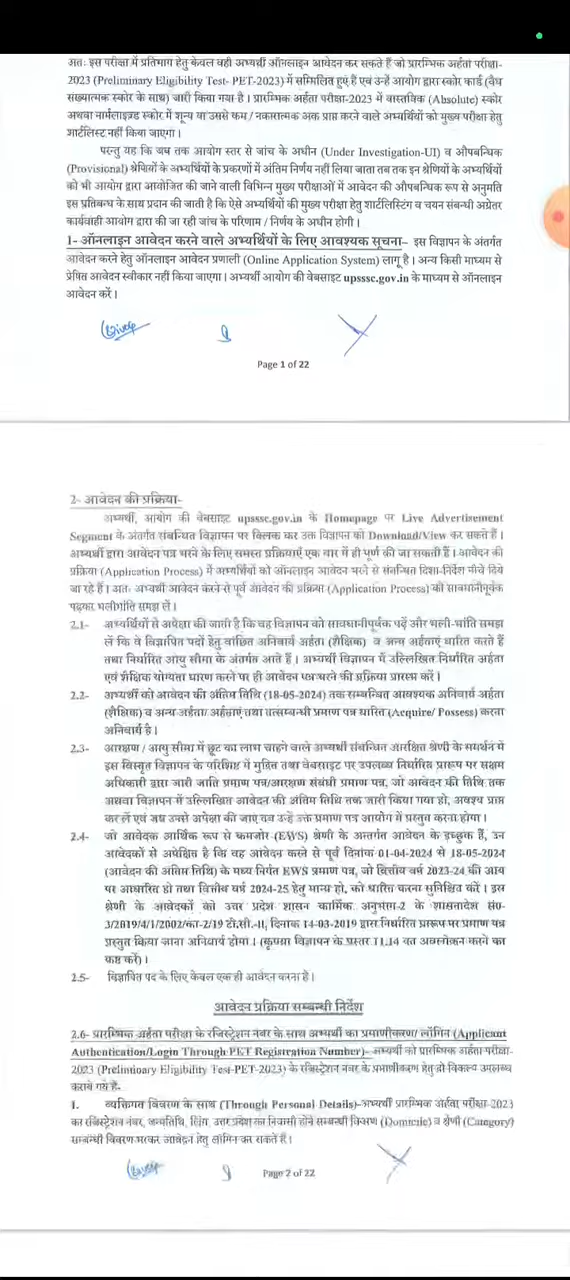 अतः इस परीक्षा में प्रतिभाग हेतु केवल वही अभ्यर्थी ऑनलाइन आवेदन कर सकते हैं जो प्रारम्भिक अर्हता परीक्षा-
2023 (Preliminary Eligibility Test- PET-2023) में सम्मिलित हुए हैं एवं उन्हें आयोग द्वारा स्कोर कार्ड (वैध
संख्यात्मक स्कोर के साथ) जारी किया गया है। प्रारम्भिक अर्हता परीक्षा-2023 में वास्तविक (Absolute) स्कोर
अथवा नार्मलाइज्ड स्कोर में शून्य या उससे कम / नकारात्मक अंक प्राप्त करने वाले अभ्यर्थियों को मुख्य परीक्षा हेतु
शार्टलिस्ट नहीं किया जाएगा।
परन्तु यह कि जब तक आयोग स्तर से जांच के अधीन (Under Investigation-UI) व औपबन्धिक
(Provisional) श्रेणियों के अभ्यर्थियों के प्रकरणों में अंतिम निर्णय नहीं लिया जाता तब तक इन श्रेणियों के अभ्यर्थियों
को भी आयोग द्वारा आयोजित की जाने वाली विभिन्न मुख्य परीक्षाओं में आवेदन की औपबन्धिक रूप से अनुमति
इस प्रतिबन्ध के साथ प्रदान की जाती है कि ऐसे अभ्यर्थियों की मुख्य परीक्षा हेतु शार्टलिस्टिंग व चयन संबन्धी अग्रेतर
कार्यवाही आयोग द्वारा की जा रही जांच के परिणाम / निर्णय के अधीन होगी।
1- ऑनलाइन आवेदन करने वाले अभ्यर्थियों के लिए आवश्यक सूचना- इस विज्ञापन के अंतर्गत
आवेदन करने हेतु ऑनलाइन आवेदन प्रणाली (Online Application System) लागू है। अन्य किसी माध्यम से
प्रेषित आवेदन स्वीकार नहीं किया जाएगा। अभ्यर्थी आयोग की वेबसाइट upsssc.gov.in के माध्यम से ऑनलाइन
आवेदन करें।
Page 1 of 22
2- आवेदन की प्रक्रिया-
अभ्यर्थी, आयोग की वेबसाइट upsssc.gov.in के Homepage पर Live Advertisement
Segment के अंतर्गत संबन्धित विज्ञापन पर क्लिक कर उक्त विज्ञापन को Download/View कर सकते हैं।
अभ्यर्थी द्वारा आवेदन पत्र भरने के लिए समस्त प्रक्रियाएँ एक बार में ही पूर्ण की जा सकती हैं। आवेदन की
प्रक्रिया (Application Process) में अभ्यर्थियों को ऑनलाइन आवेदन भरने से संबन्धित दिशा-निर्देश नीचे दिये
जा रहे हैं। अतः अभ्यर्थी आवेदन करने से पूर्व आवेदन की प्रक्रिया (Application Process) को सावधानीपूर्वक
पढ़कर भलीभांति समझ लें।
2.1- अभ्यर्थियों से अपेक्षा की जाती है कि वह विज्ञापन को सावधानीपूर्वक पढ़ें और भली-भांति समझ
लें कि वे विज्ञापित पदों हेतु वांछित अनिवार्य अर्हता (शैक्षिक) व अन्य अर्हताएं धारित करते हैं
तथा निर्धारित आयु सीमा के अंतर्गत आते हैं। अभ्यर्थी विज्ञापन में उल्लिखित निर्धारित अर्हता
एवं शैक्षिक योग्यता धारण करने पर ही आवेदन पत्र भरने की प्रक्रिया प्रारम्भ करें।
2.2- अभ्यर्थी को आवेदन की अंतिम तिथि (18-05-2024) तक सम्बन्धित आवश्यक अनिवार्य अर्हता
(शैक्षिक) व अन्य अर्हता/ अर्हताएं तथा तत्सम्बन्धी प्रमाण पत्र धारित (Acquire/ Possess) करना
अनिवार्य है।
2.3- आरक्षण / आयु सीमा में छूट का लाभ चाहने वाले अभ्यर्थी संबन्धित आरक्षित श्रेणी के समर्थन में
इस विस्तृत विज्ञापन के परिशिष्ट में मुद्रित तथा वेबसाइट पर उपलब्ध निर्धारित प्रारूप पर सक्षम
अधिकारी द्वारा जारी जाति प्रमाण पत्र/आरक्षण संबंधी प्रमाण पत्र, जो आवेदन की तिथि तक
अथवा विज्ञापन में उल्लिखित आवेदन की अंतिम तिथि तक जारी किया गया हो, अवश्य प्राप्त
कर लें एवं जब उनसे अपेक्षा की जाए तब उन्हें उक्त प्रमाण पत्र आयोग में प्रस्तुत करना होगा।
2.4- जो आवेदक आर्थिक रूप से कमजोर (EWS) श्रेणी के अन्तर्गत आवेदन के इच्छुक हैं, उन
आवेदकों से अपेक्षित है कि वह आवेदन करने से पूर्व दिनांक 01-04-2024 से 18-05-2024
(आवेदन की अंतिम तिथि) के मध्य निर्गत EWS प्रमाण पत्र, जो वित्तीय वर्ष 2023-24 की आय
पर आधारित हो तथा वित्तीय वर्ष 2024-25 हेतु मान्य हो, को धारित करना सुनिश्चित करें। इस
श्रेणी के आवेदकों को उत्तर प्रदेश शासन कार्मिक अनुभाग-2 के शासनादेश सं0-
3/2019/4/1/2002/का-2/19 टी.सी.-II, दिनांक 14-03-2019 द्वारा निर्धारित प्रारूप पर प्रमाण पत्र
प्रस्तुत किया जाना अनिवार्य होगा। (कृपया विज्ञापन के प्रस्तर 11.14 का अवलोकन करने का
कष्ट करें)।
2.5- विज्ञापित पद के लिए केवल एक ही आवेदन करना है।
आवेदन प्रक्रिया सम्बन्धी निर्देश
2.6- प्रारम्भिक अर्हता परीक्षा के रजिस्ट्रेशन नंबर के साथ अभ्यर्थी का प्रमाणीकरण/ लॉगिन (Applicant
Authentication/Login Through PET Registration Number)- अभ्यर्थी को प्रारम्भिक अर्हता परीक्षा-
2023 (Preliminary Eligibility Test-PET-2023) के रजिस्ट्रेशन नंबर के प्रमाणीकरण हेतु दो विकल्प उपलब्ध
कराये गये हैं-
1. व्यक्तिगत विवरण के साथ (Through Personal Details)-अभ्यर्थी प्रारम्भिक अर्हता परीक्षा-2023
का रजिस्ट्रेशन नंबर, जन्मतिथि, लिंग, उत्तर प्रदेश का निवासी होने सम्बन्धी विवरण (Domicile) व श्रेणी (Category)
सम्बन्धी विवरण भरकर आवेदन हेतु लॉगिन कर सकते हैं।
Page 2 of 22